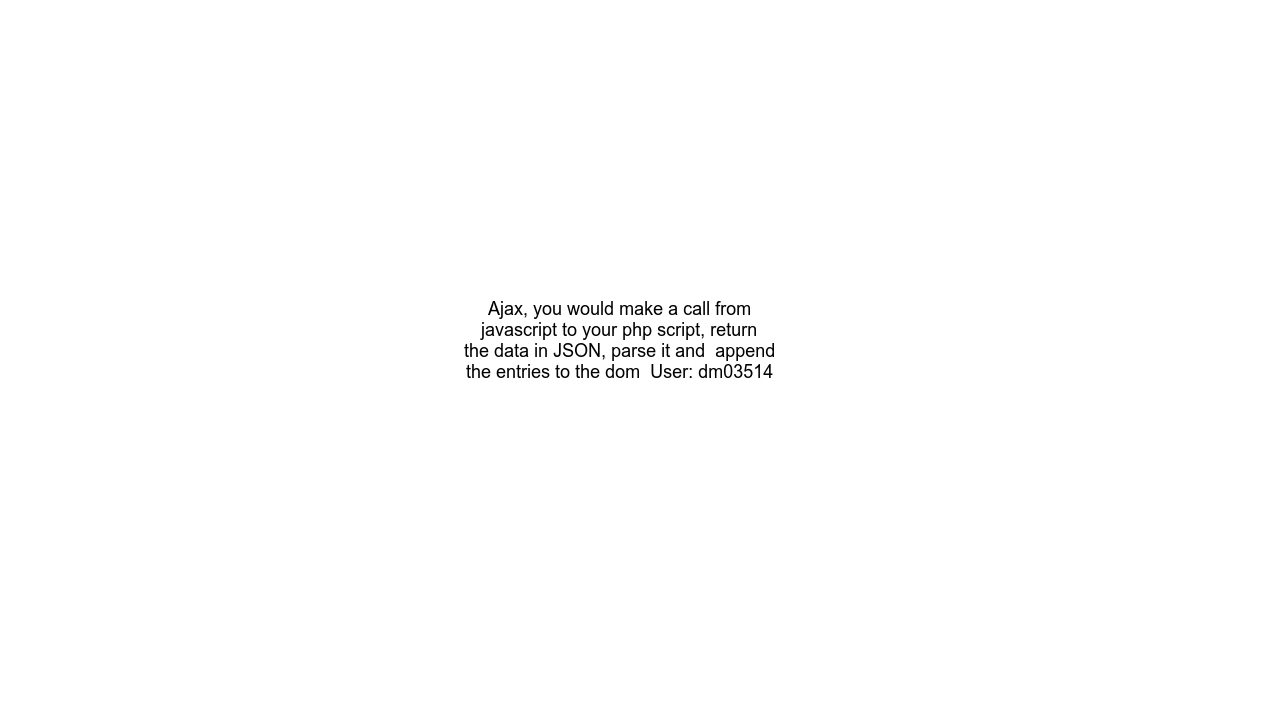 Ajax, you would make a call from
javascript to your php script, return
the data in JSON, parse it and  append
the entries to the dom  User: dm03514